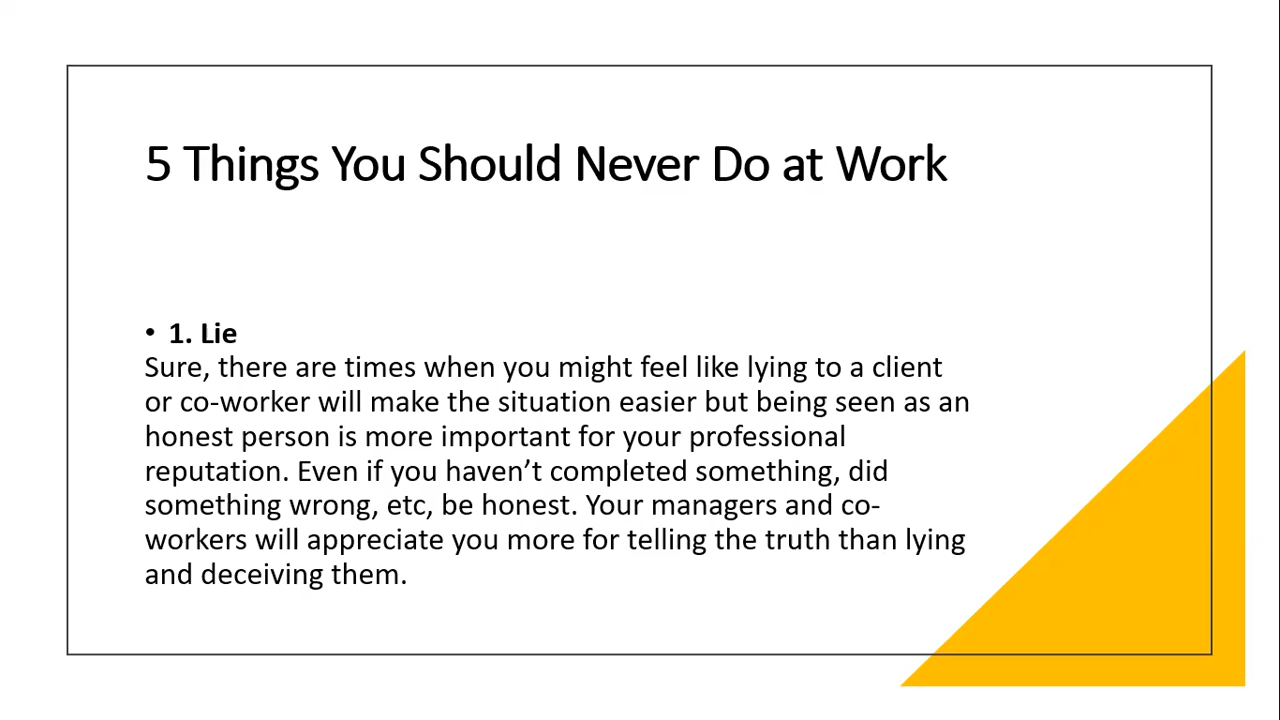 5 Things You Should Never Do at Work
• 1. Lie
Sure, there are times when you might feel like lying to a client
or co-worker will make the situation easier but being seen as an
honest person is more important for your professional
reputation. Even if you haven’t completed something, did
something wrong, etc, be honest. Your managers and co-
workers will appreciate you more for telling the truth than lying
and deceiving them.